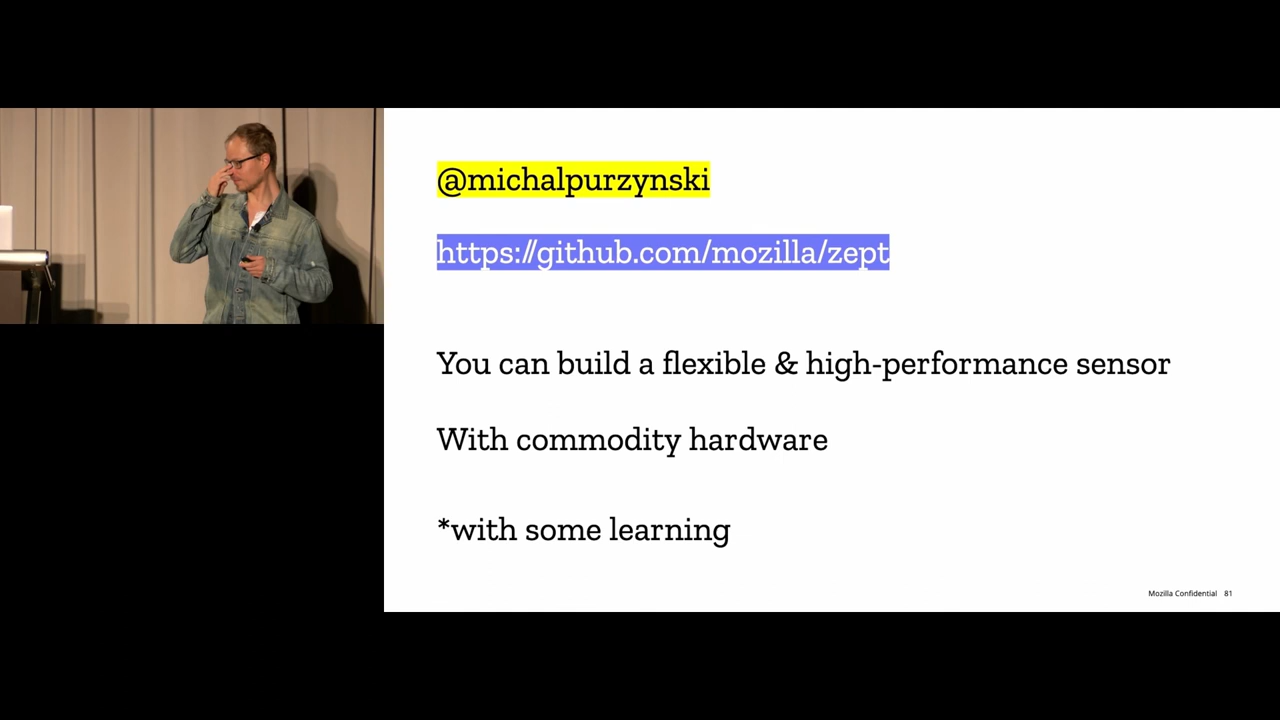 @michalpurzynski
https://github.com/mozilla/zept
You can build a flexible & high-performance sensor
With commodity hardware
*with some learning
Mozilla Confidential 81